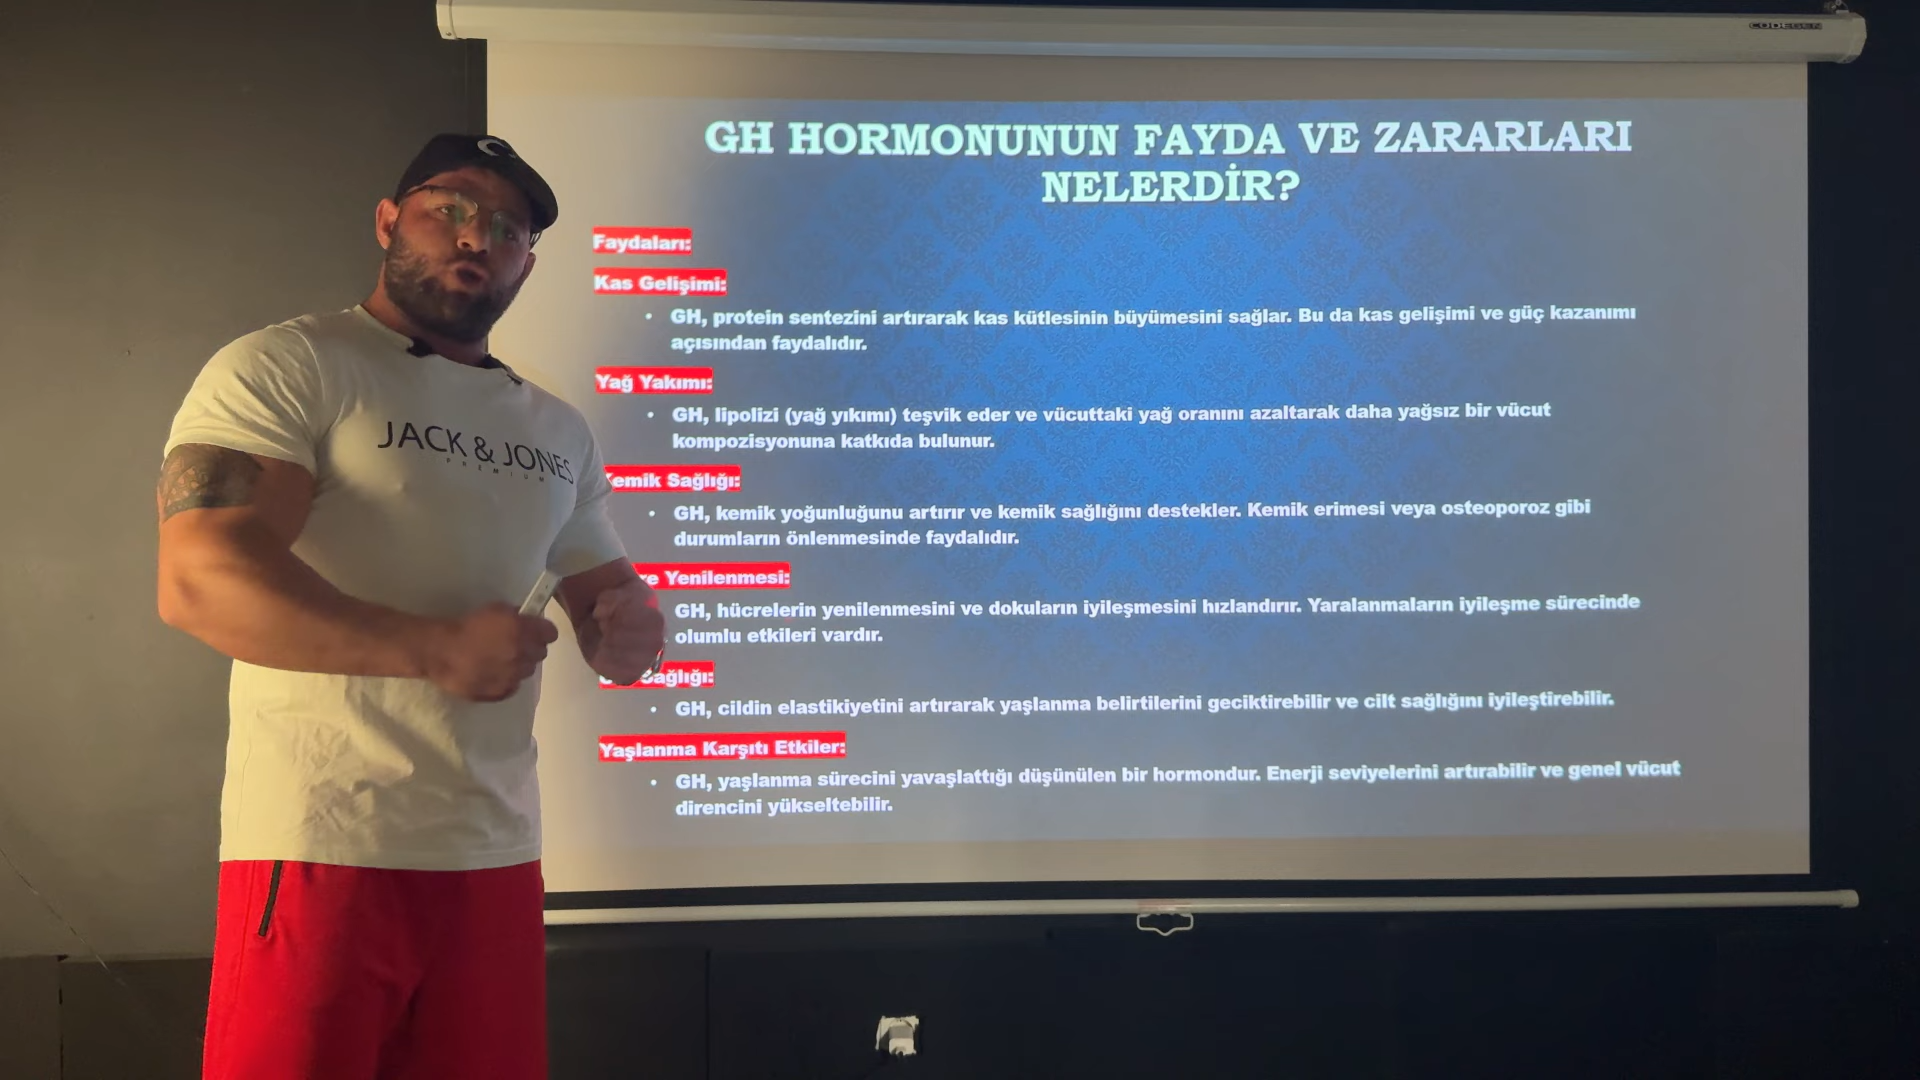 CODEGEN
GH HORMONUNUN FAYDA VE ZARARLARI
NELERDİR?
Faydaları:
Kas Gelişimi:
• GH, protein sentezini artırarak kas kütlesinin büyümesini sağlar. Bu da kas gelişimi ve güç kazanımı
açısından faydalıdır.
Yağ Yakımı:
• GH, lipolizi (yağ yıkımı) teşvik eder ve vücuttaki yağ oranını azaltarak daha yağsız bir vücut
kompozisyonuna katkıda bulunur.
Kemik Sağlığı:
• GH, kemik yoğunluğunu artırır ve kemik sağlığını destekler. Kemik erimesi veya osteoporoz gibi
durumların önlenmesinde faydalıdır.
Yenilenmesi:
GH, hücrelerin yenilenmesini ve dokuların iyileşmesini hızlandırır. Yaralanmaların iyileşme sürecinde
olumlu etkileri vardır.
Sağlığı:
• GH, cildin elastikiyetini artırarak yaşlanma belirtilerini geciktirebilir ve cilt sağlığını iyileştirebilir.
Yaşlanma Karşıtı Etkiler:
• GH, yaşlanma sürecini yavaşlattığı düşünülen bir hormondur. Enerji seviyelerini artırabilir ve genel vücut
direncini yükseltebilir.
JACK & JONES
PREMIUM